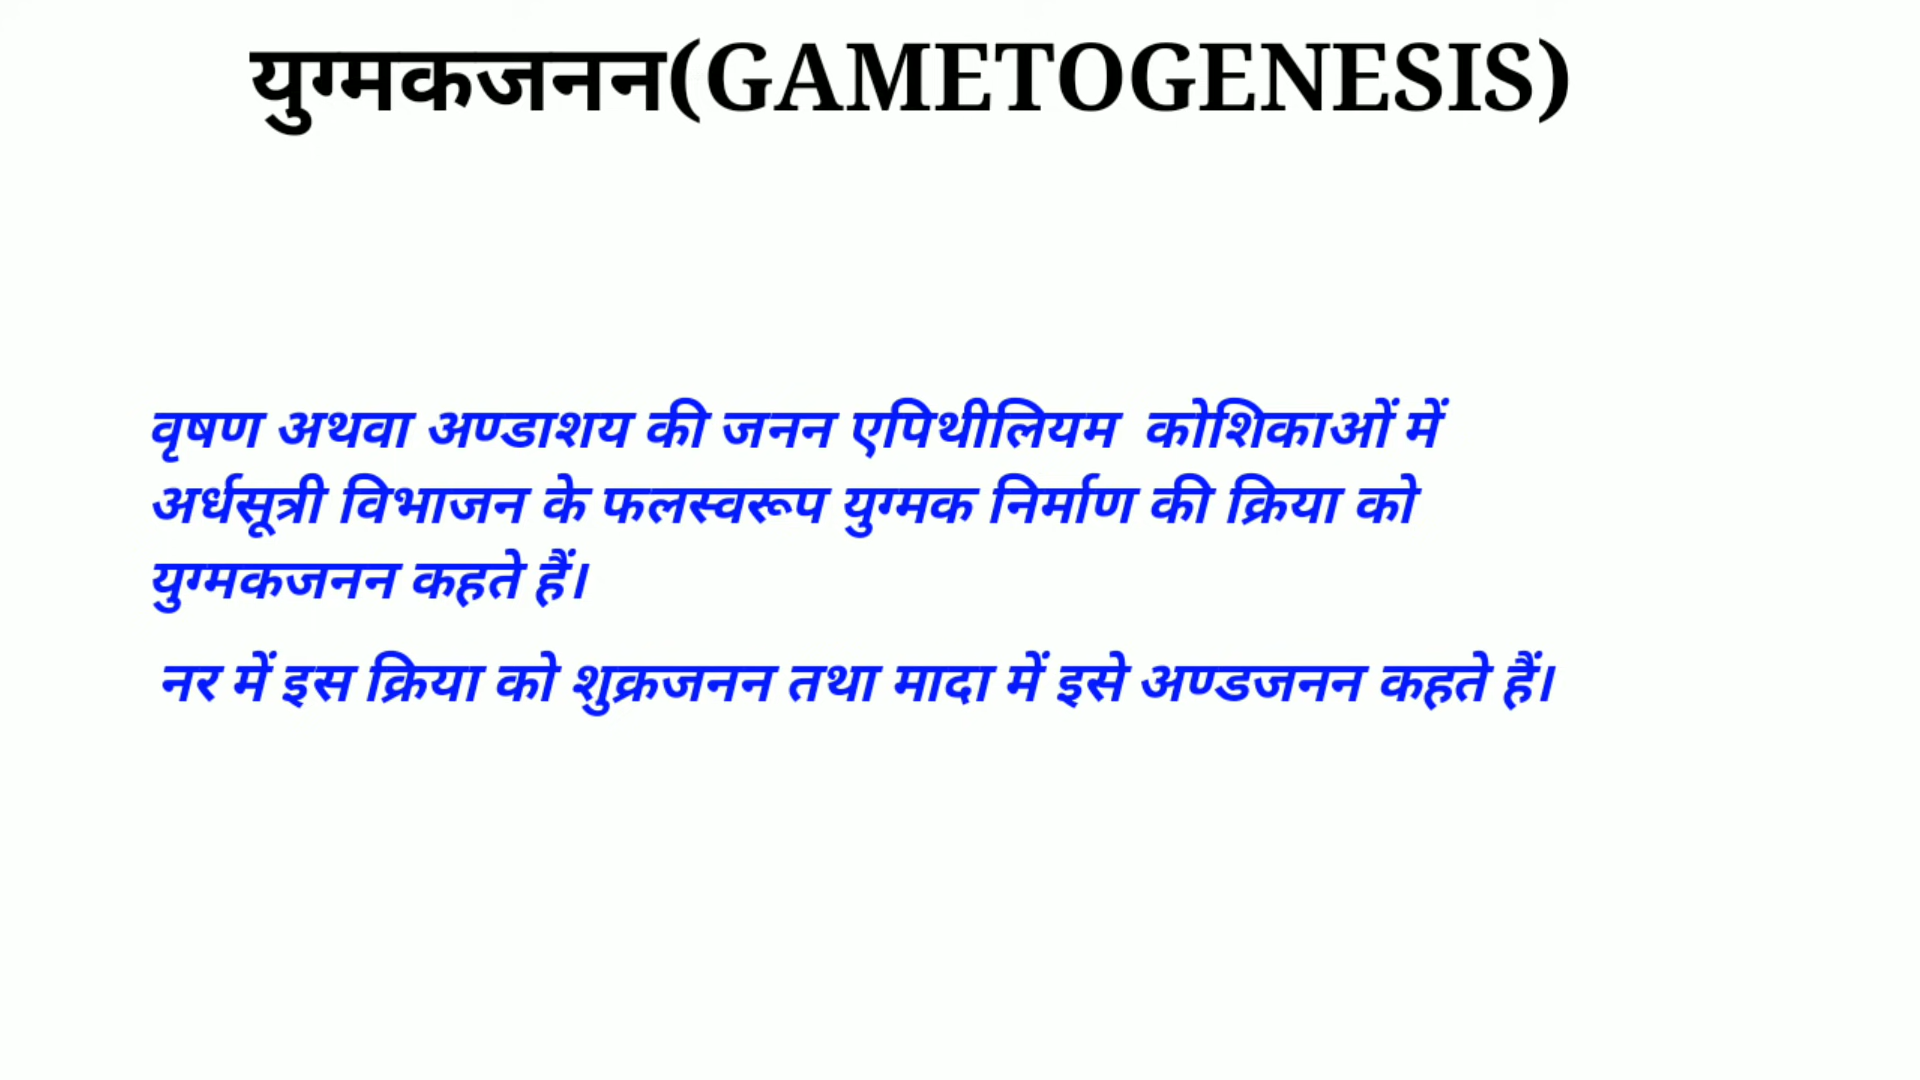 युग्मकजनन(GAMETOGENESIS)
वृषण अथवा अण्डाशय की जनन एपिथीलियम कोशिकाओं में
अर्धसूत्री विभाजन के फलस्वरूप युग्मक निर्माण की क्रिया को
युग्मकजनन कहते हैं।
नर में इस क्रिया को शुक्रजनन तथा मादा में इसे अण्डजनन कहते हैं।